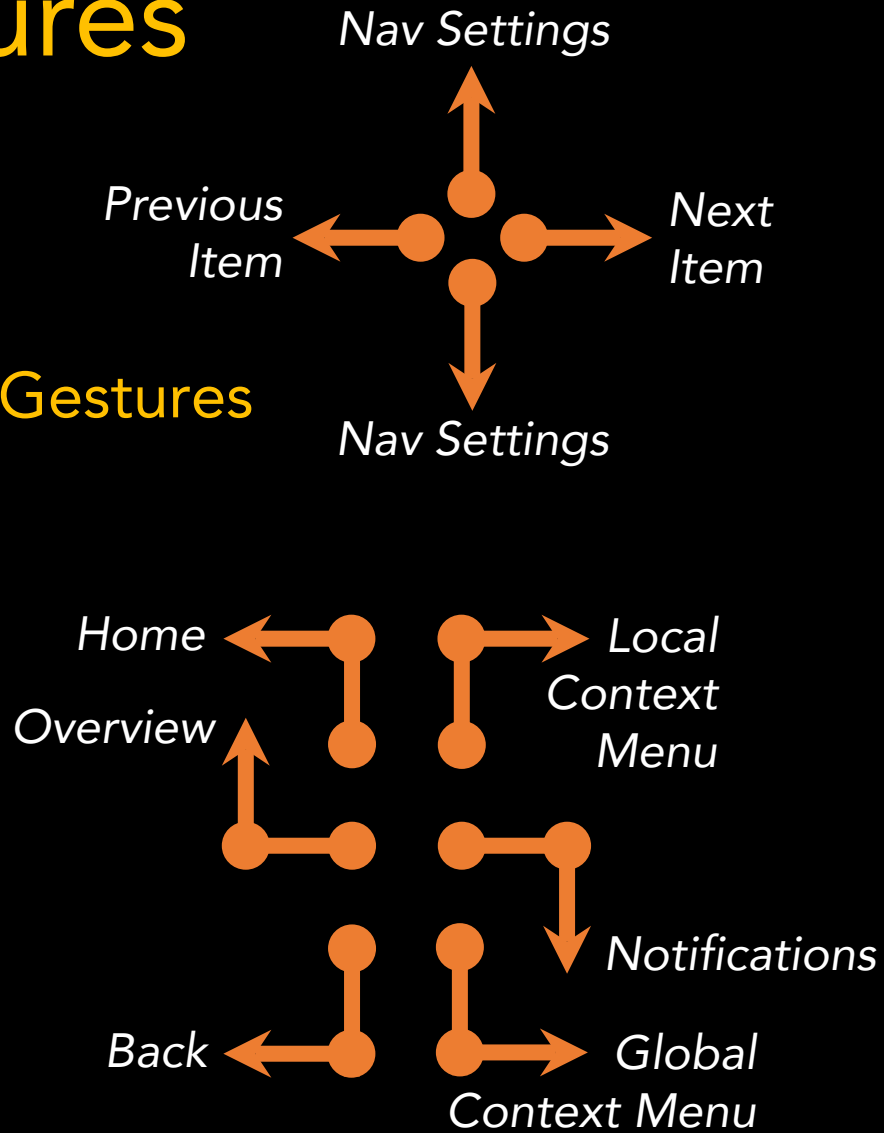 ures
Nav Settings
Previous
Item
Next
Item
Gestures
Nav Settings
Home
Local
Context
Menu
Overview
Notifications
Back
Global
Context Menu